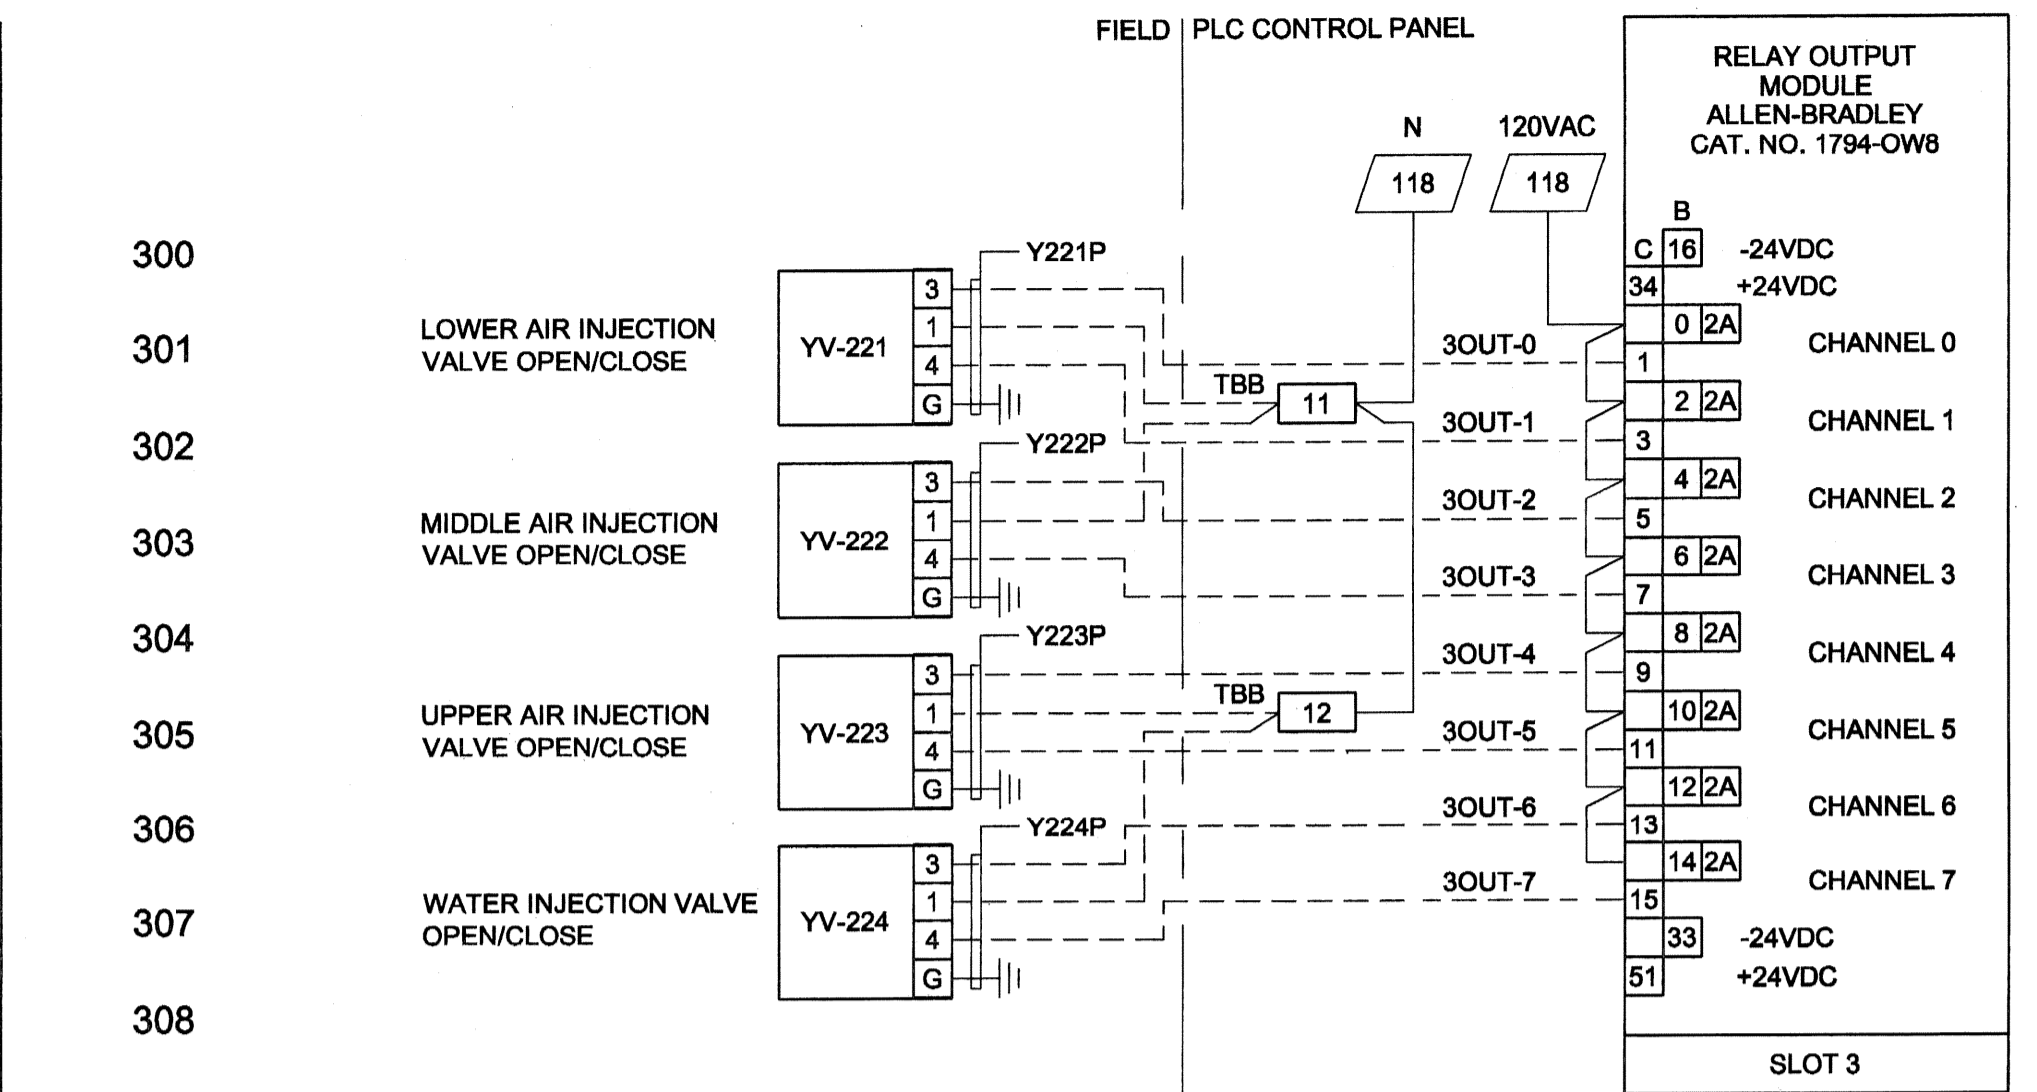 FIELD
PLC CONTROL PANEL
RELAY OUTPUT
MODULE
ALLEN-BRADLEY
CAT. NO. 1794-OW8
N
120VAC
118
118
B
300
Y221P
C
16
-24VDC
3
34
+24VDC
LOWER AIR INJECTION
VALVE OPEN/CLOSE
301
YV-221
1
4
G
3OUT-0
0
2A
CHANNEL 0
1
TBB
11
2
2A
CHANNEL 1
3OUT-1
3
302
Y222P
3
4
2A
CHANNEL 2
3OUT-2
5
MIDDLE AIR INJECTION
VALVE OPEN/CLOSE
303
YV-222
1
4
G
6
2A
CHANNEL 3
3OUT-3
7
304
Y223P
3
8
2A
CHANNEL 4
3OUT-4
9
UPPER AIR INJECTION
VALVE OPEN/CLOSE
305
YV-223
1
4
G
TBB
12
10
2A
CHANNEL 5
3OUT-5
11
12
2A
CHANNEL 6
3OUT-6
13
306
Y224P
3
14
2A
CHANNEL 7
3OUT-7
15
WATER INJECTION VALVE
OPEN/CLOSE
307
YV-224
1
4
G
33
-24VDC
51
+24VDC
308
SLOT 3